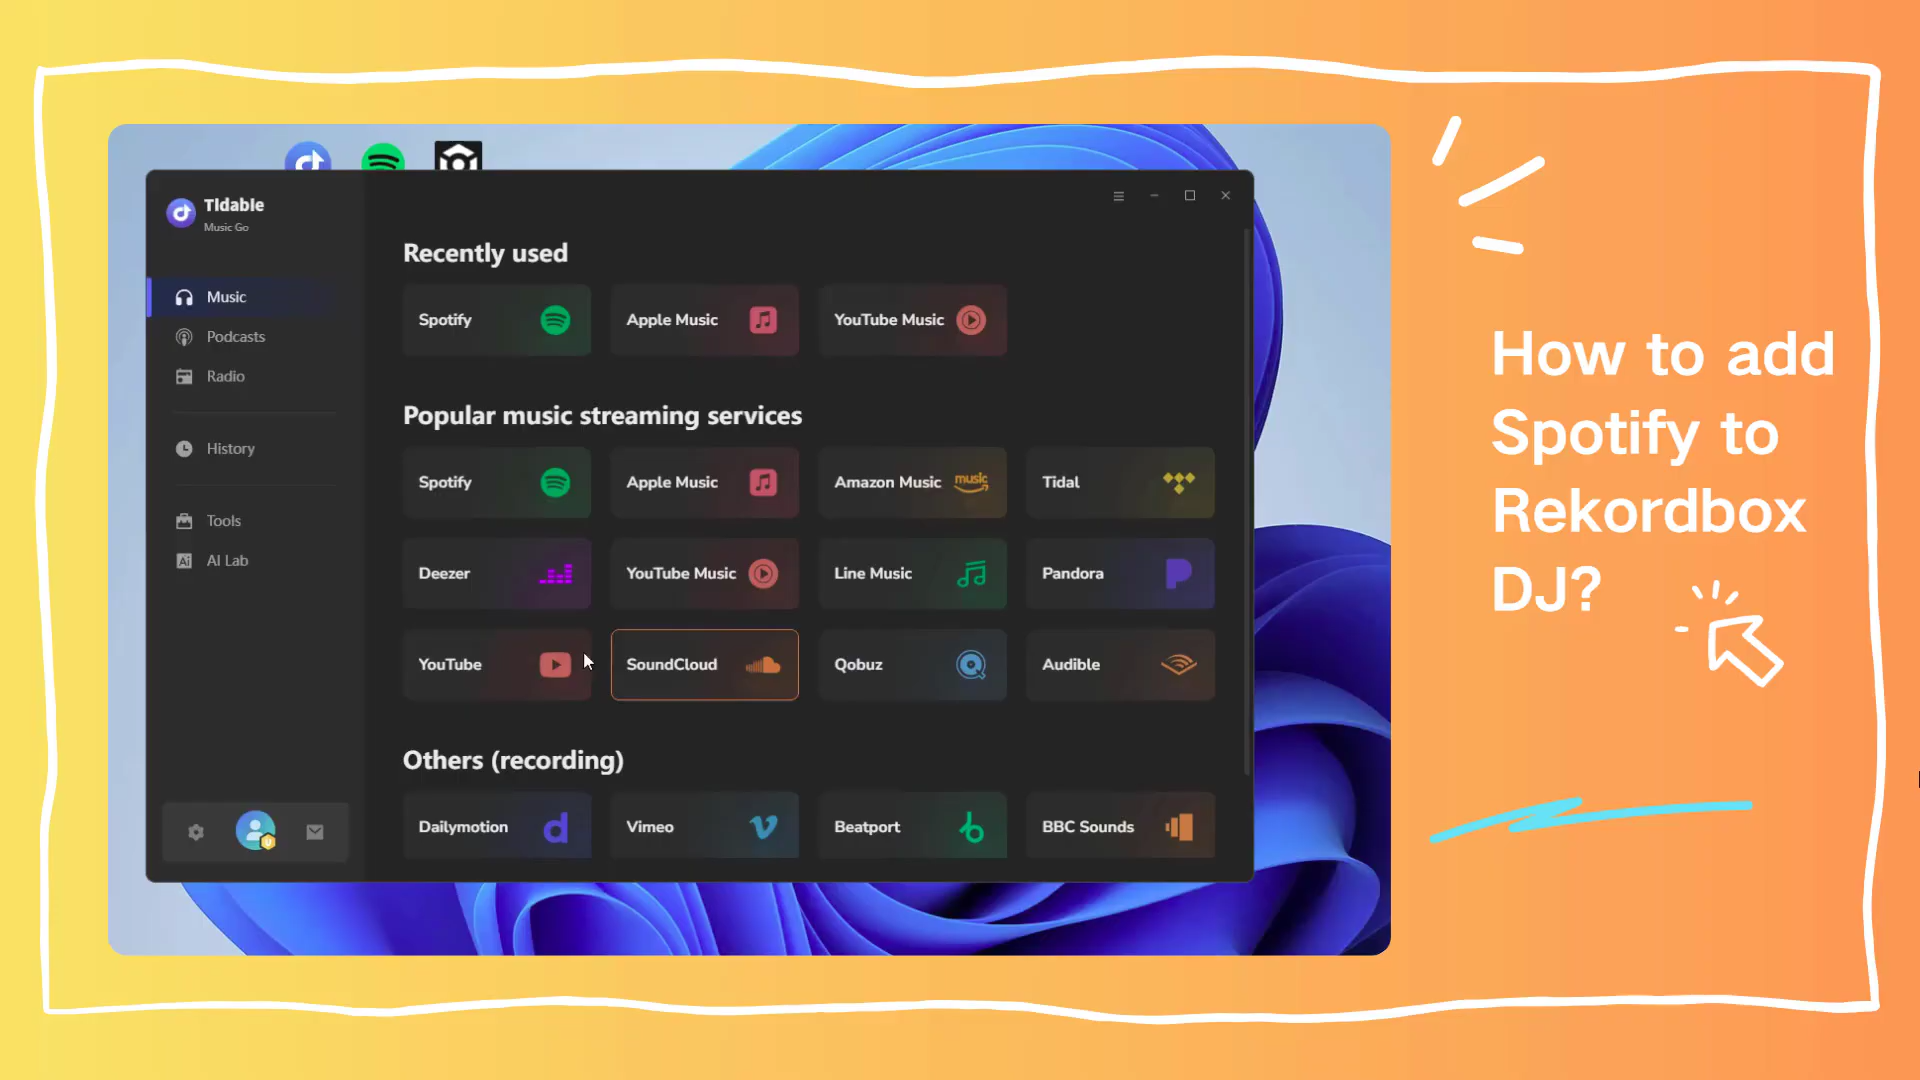 TIdable
Music Go
Music
Podcasts
Radio
History
Tools
AI Lab
Recently used
Spotify
Apple Music
YouTube Music
Popular music streaming services
Spotify
Apple Music
Amazon Music
music
Tidal
Deezer
YouTube Music
Line Music
Pandora
YouTube
SoundCloud
Qobuz
Audible
Others (recording)
Dailymotion
Vimeo
Beatport
BBC Sounds
How to add
Spotify to
Rekordbox
DJ?